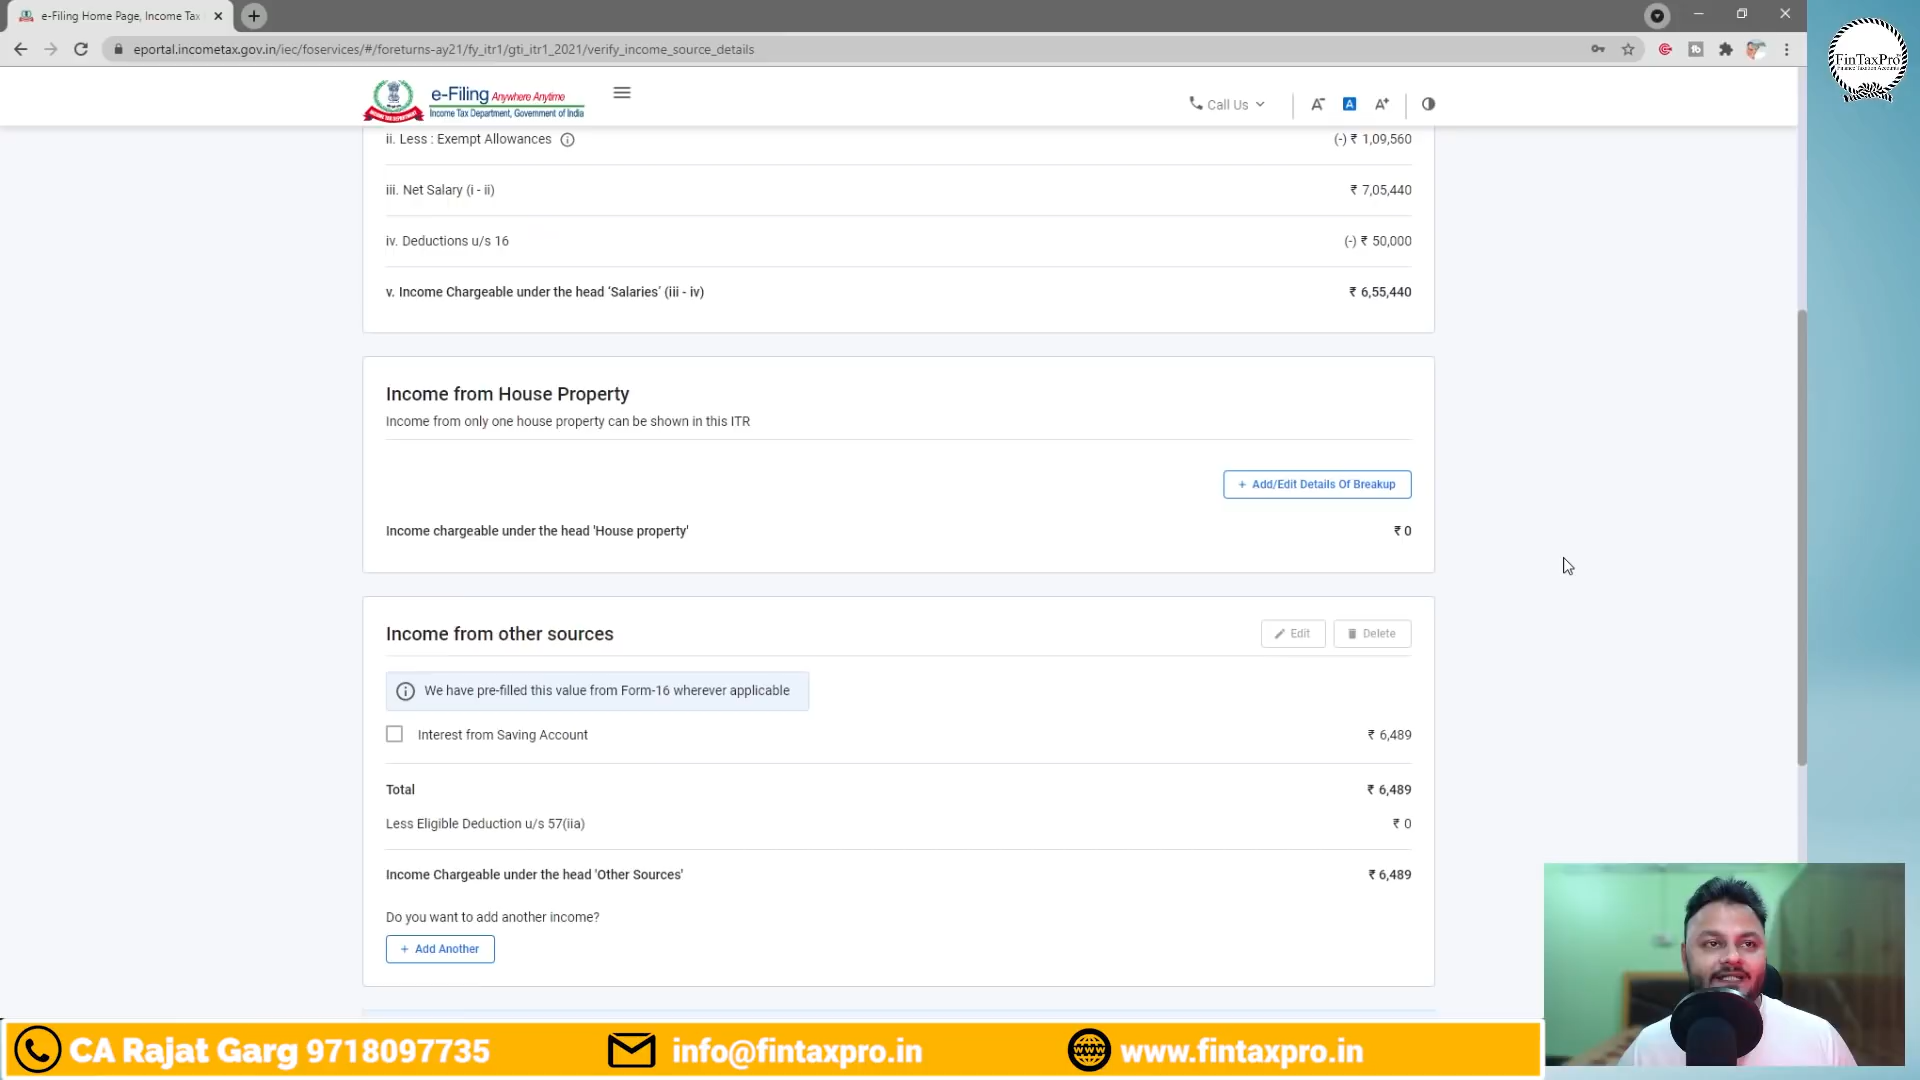 e-Filing Home Page, Income Tax
eportal.incometax.gov.in/iec/foservices/#/foreturns-ay21/fy_itr1/gti_itr1_2021/verify_income_source_details
FinTaxPro
e-Filing Anywhere Anytime
Income Tax Department, Government of India
Call Us
A-
A
A+
ii. Less : Exempt Allowances
(-) ₹ 1,09,560
iii. Net Salary (i - ii)
₹ 7,05,440
iv. Deductions u/s 16
(-) ₹ 50,000
v. Income Chargeable under the head ‘Salaries’ (iii - iv)
₹ 6,55,440
Income from House Property
Income from only one house property can be shown in this ITR
+ Add/Edit Details Of Breakup
Income chargeable under the head 'House property'
₹ 0
Income from other sources
Edit
Delete
We have pre-filled this value from Form-16 wherever applicable
Interest from Saving Account
₹ 6,489
Total
₹ 6,489
Less Eligible Deduction u/s 57(iia)
₹ 0
Income Chargeable under the head 'Other Sources'
₹ 6,489
Do you want to add another income?
+ Add Another
CA Rajat Garg 9718097735
info@fintaxpro.in
www
www.fintaxpro.in